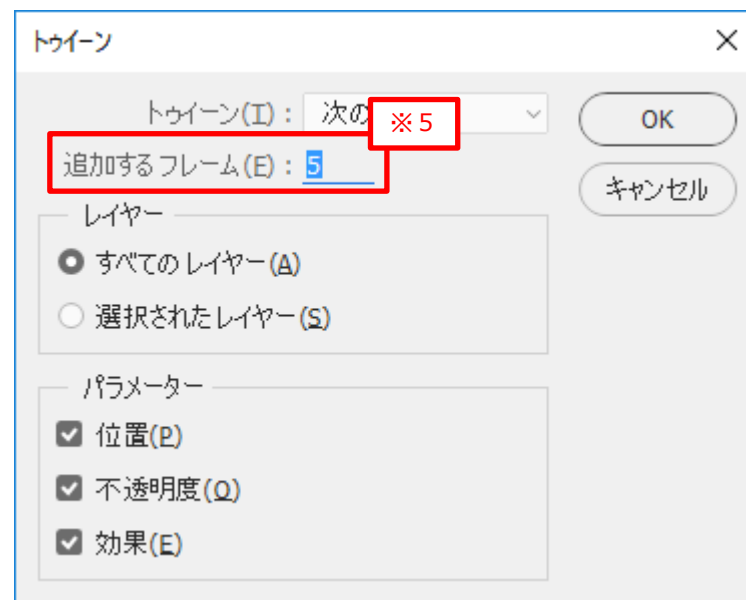 トゥイーン
トゥイーン(T)： 次の
※5
OK
追加するフレーム(E)： 5
キャンセル
レイヤー
すべてのレイヤー(A)
選択されたレイヤー(S)
パラメーター
位置(P)
不透明度(O)
効果(E)